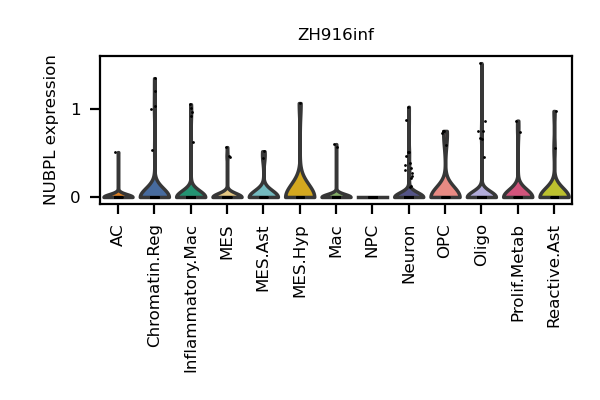 ZH916inf
NUBPL expression
1
0
AC
Chromatin.Reg
Inflammatory.Mac
MES
MES.Ast
MES.Hyp
Mac
NPC
Neuron
OPC
Oligo
Prolif.Metab
Reactive.Ast